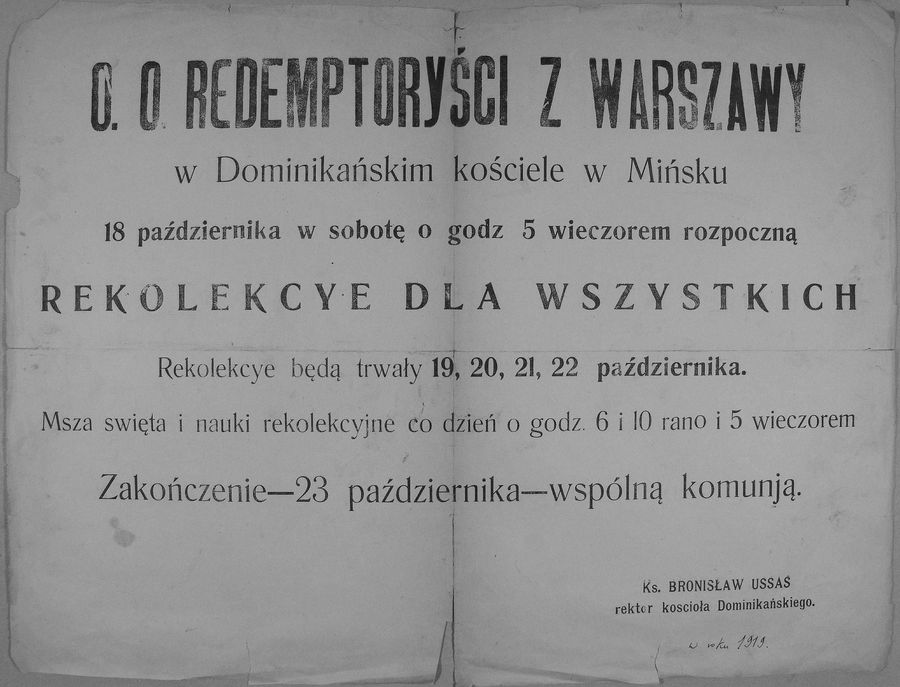 O. O. REDEMPTORYŚCI Z WARSZAWY
w Dominikańskim kościele w Mińsku
18 października w sobotę o godz 5 wieczorem rozpoczną
REKOLEKCYE DLA WSZYSTKICH
Rekolekcye będą trwały 19, 20, 21, 22 października.
Msza swięta i nauki rekolekcyjne co dzień o godz. 6 i 10 rano i 5 wieczorem
Zakończenie—23 października—wspólną komunją.
Ks. BRONISŁAW USSAS
rektor koscioła Dominikańskiego.
w roku 1919.